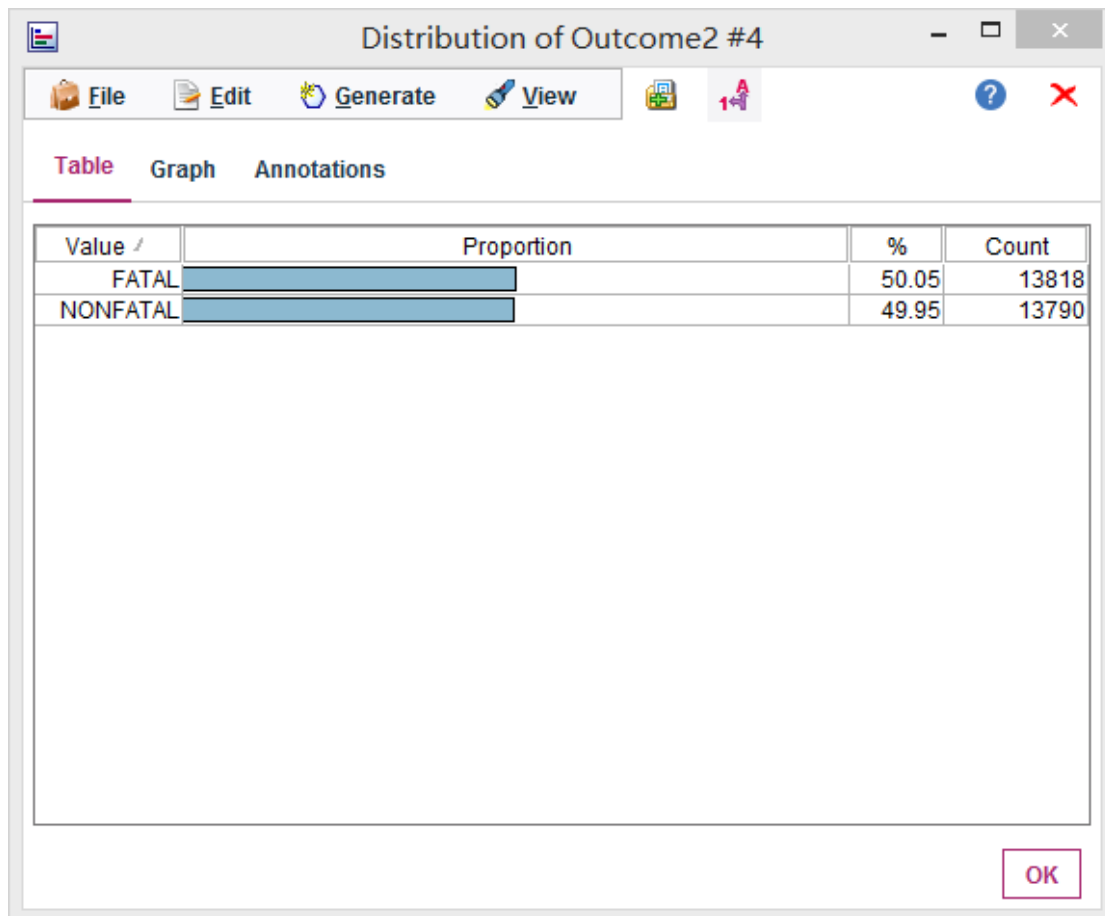 Distribution of Outcome2 #4
File Edit Generate View
Table Graph Annotations
Value Proportion % Count
FATAL 50.05 13818
NONFATAL 49.95 13790
OK